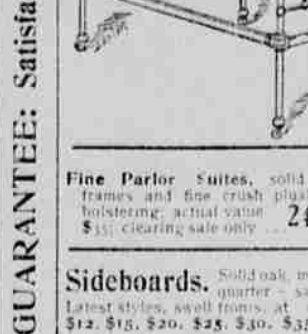 GUARANTEE: Satisfa
Fine Parlor Suites, solid
frames and fine crush plus
holstering; actual value
$35; clearing sale only ... 2
Sideboards. Solid oak,
quarter - sa
Latest styles, swell fronts, at
$12, $15, $20, $25, $30, $